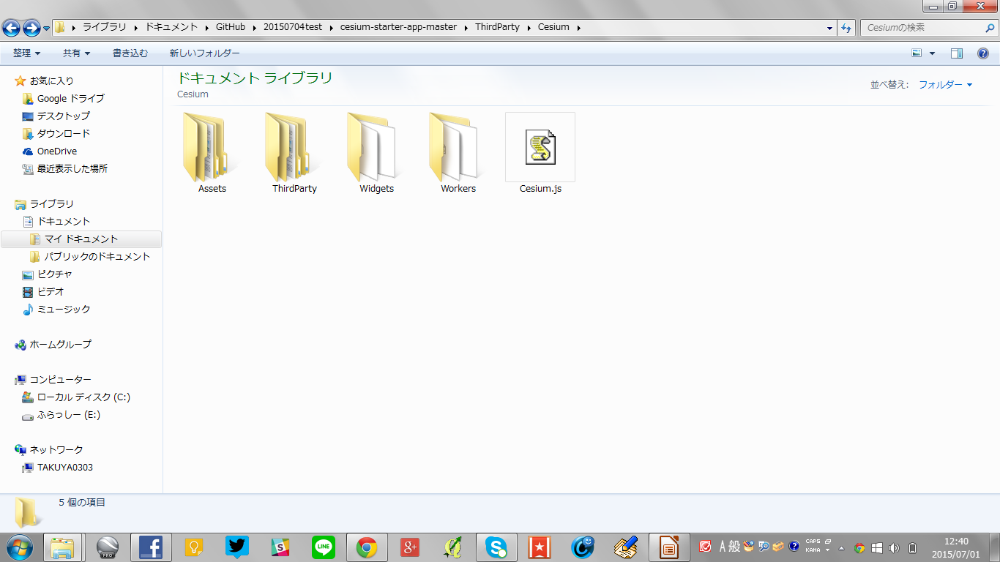 ライブラリ ▸ ドキュメント ▸ GitHub ▸ 20150704test ▸ cesium-starter-app-master ▸ ThirdParty ▸ Cesium ▸
Cesiumの検索
整理 共有 書き込む 新しいフォルダー
お気に入り
Google ドライブ
デスクトップ
ダウンロード
OneDrive
最近表示した場所
ライブラリ
ドキュメント
マイ ドキュメント
パブリックのドキュメント
ピクチャ
ビデオ
ミュージック
ホームグループ
コンピューター
ローカル ディスク (C:)
ふらっしー (E:)
ネットワーク
TAKUYA0303
ドキュメント ライブラリ
Cesium
並べ替え: フォルダー
Assets
ThirdParty
Widgets
Workers
Cesium.js
5 個の項目
PRO
LINE
g+
A 般
CAPS
KANA
12:40
2015/07/01